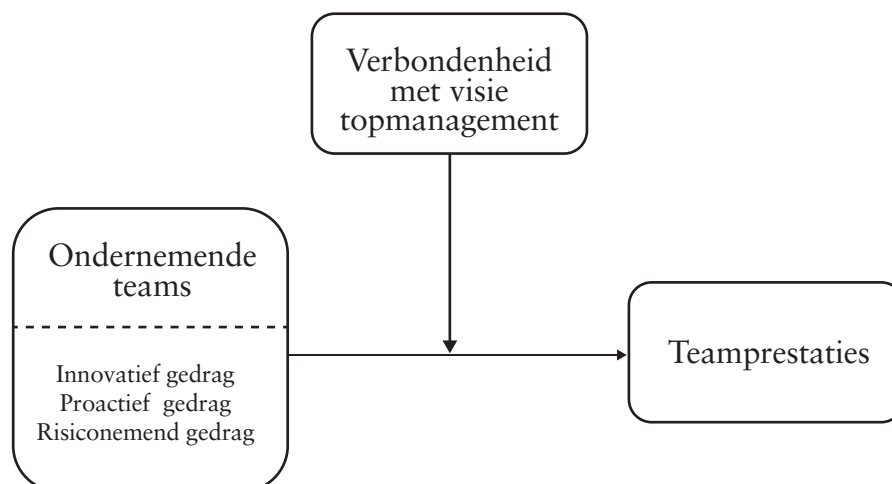 Verbondenheid
met visie
topmanagement
Ondernemende
teams
Innovatief gedrag
Proactief gedrag
Risiconemend gedrag
Teamprestaties